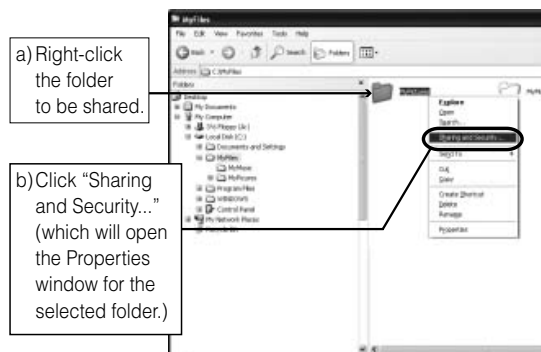 MyFiles
File Edit View Favorites Tools Help
Back Search Folders
Address C:\MyFiles
Folders
a) Right-click
the folder
to be shared.
Desktop
My Documents
My Computer
3½ Floppy (A:)
Local Disk (C:)
Documents and Settings
MyFiles
MyMusic
MyPictures
Program Files
WINDOWS
Control Panel
My Network Places
Explore
Open
Search...
Sharing and Security...
Send To
Cut
Copy
Create Shortcut
Delete
Rename
Properties
b) Click “Sharing
and Security...”
(which will open
the Properties
window for the
selected folder.)